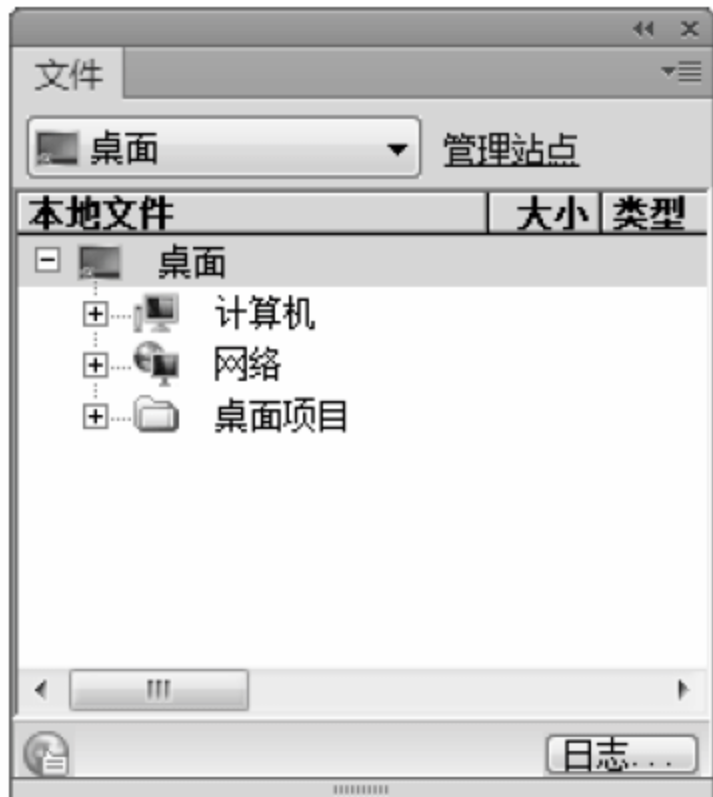 文件
桌面 管理站点
本地文件 大小 类型
桌面
计算机
网络
桌面项目
日志...